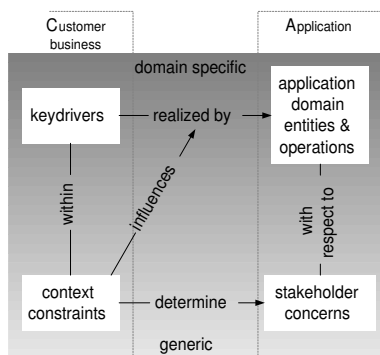 Customer
business
Application
domain specific
keydrivers
realized by
application
domain
entities &
operations
within
influences
with
respect to
context
constraints
determine
stakeholder
concerns
generic